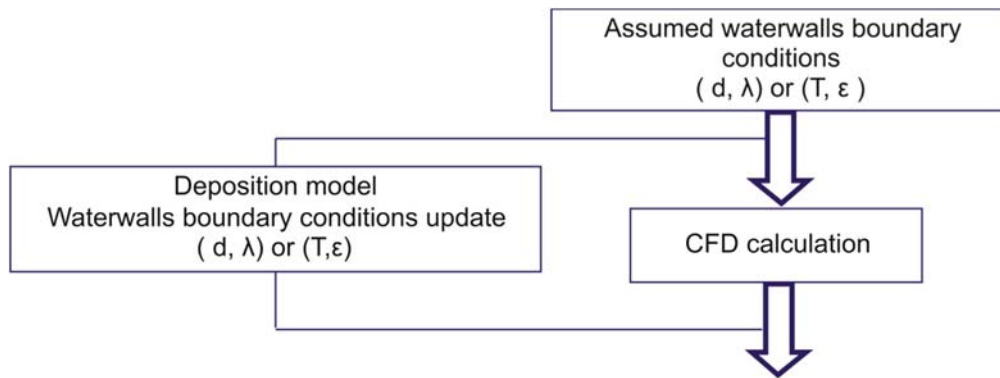 Assumed waterwalls boundary
conditions
( d, λ) or (T, ε )
Deposition model
Waterwalls boundary conditions update
( d, λ) or (T,ε)
CFD calculation